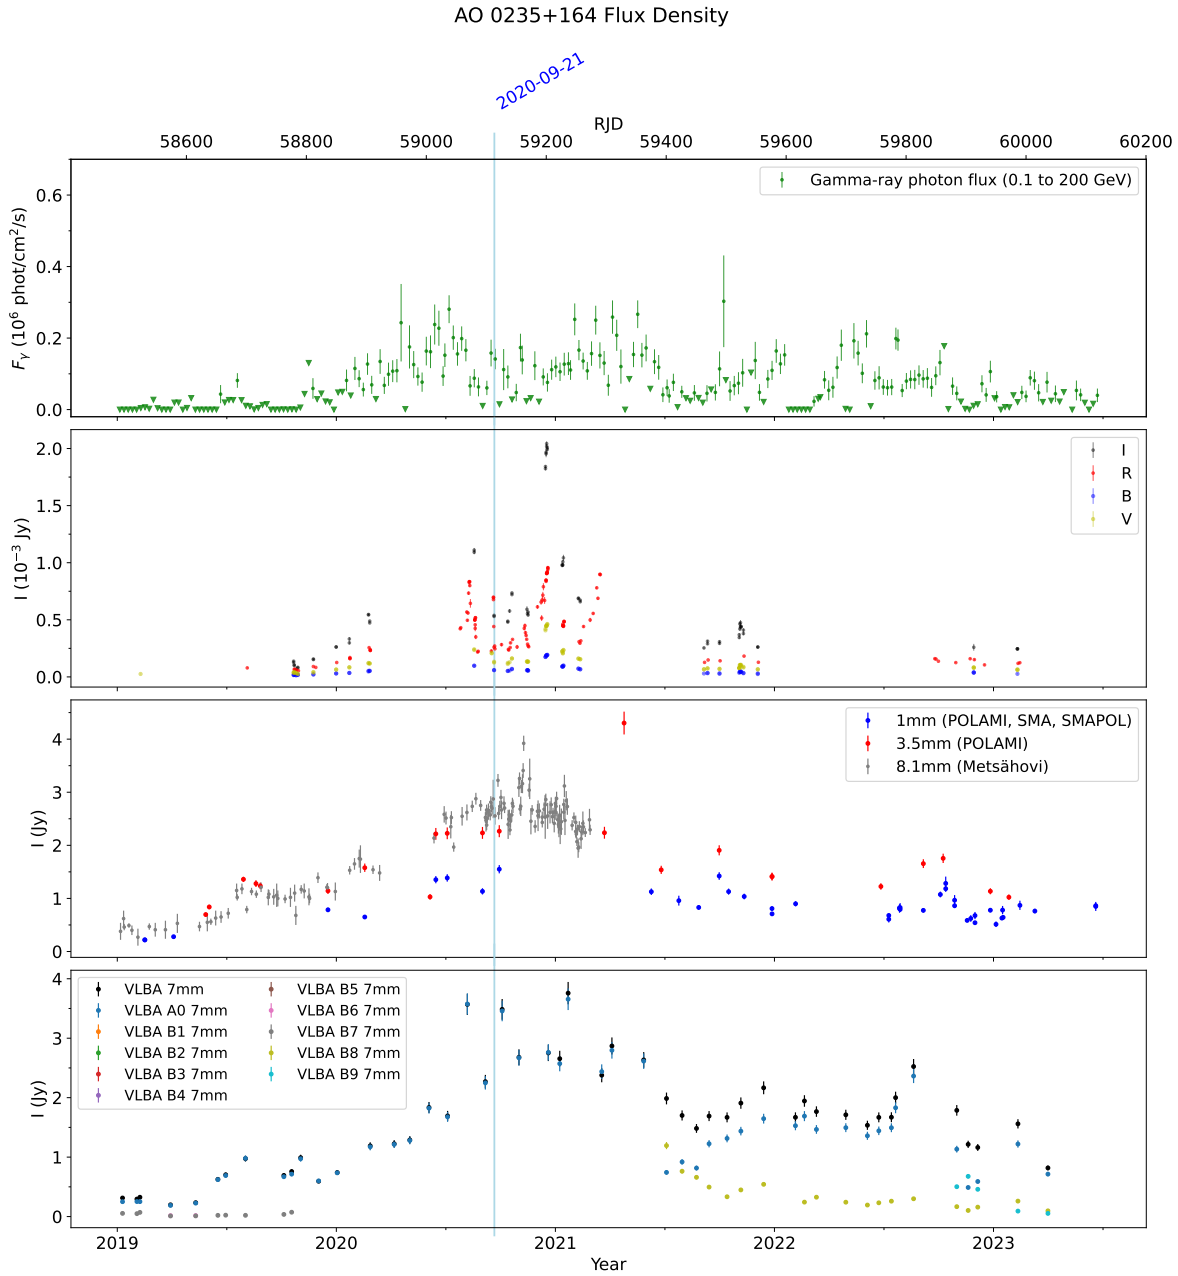 AO 0235+164 Flux Density
2020-09-21
RJD
58600 58800 59000 59200 59400 59600 59800 60000 60200
Gamma-ray photon flux (0.1 to 200 GeV)
Fγ (10⁶ phot/cm²/s)
0.6
0.4
0.2
0.0
I
R
B
V
I (10⁻³ Jy)
2.0
1.5
1.0
0.5
0.0
1mm (POLAMI, SMA, SMAPOL)
3.5mm (POLAMI)
8.1mm (Metsähovi)
I (Jy)
4
3
2
1
0
VLBA 7mm VLBA B5 7mm
VLBA A0 7mm VLBA B6 7mm
VLBA B1 7mm VLBA B7 7mm
VLBA B2 7mm VLBA B8 7mm
VLBA B3 7mm VLBA B9 7mm
VLBA B4 7mm
I (Jy)
4
3
2
1
0
2019 2020 2021 2022 2023
Year